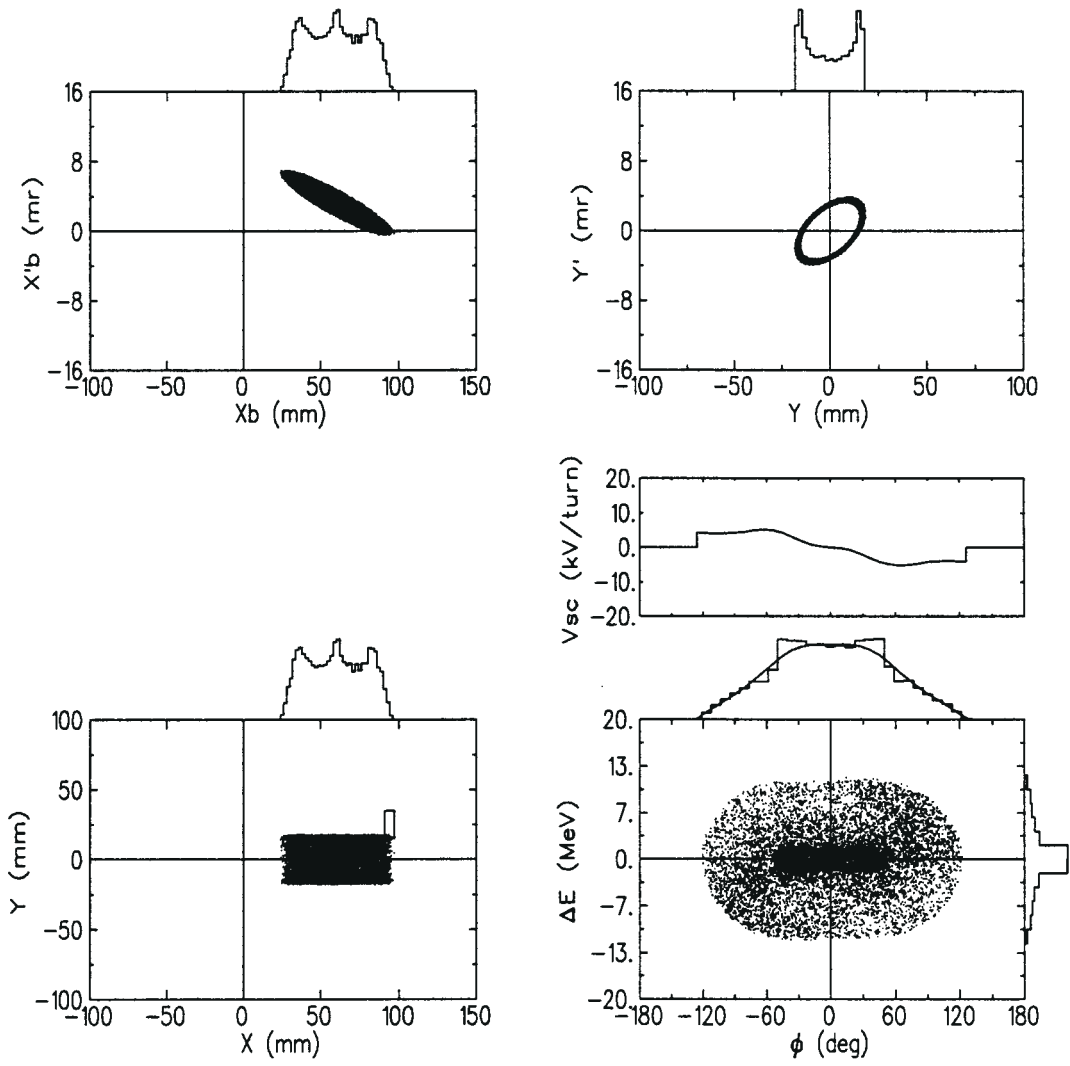 16
8
0
−8
−16
X'b (mr)
−100 −50 0 50 100 150
Xb (mm)
16
8
0
−8
−16
Y' (mr)
−100 −50 0 50 100
Y (mm)
20.
10.
0.
−10.
−20.
Vsc (kV/turn)
100
50
0
−50
−100
Y (mm)
−100 −50 0 50 100 150
X (mm)
20.
13.
7.
0.
−7.
−13.
−20.
ΔE (MeV)
−180 −120 −60 0 60 120 180
ϕ (deg)